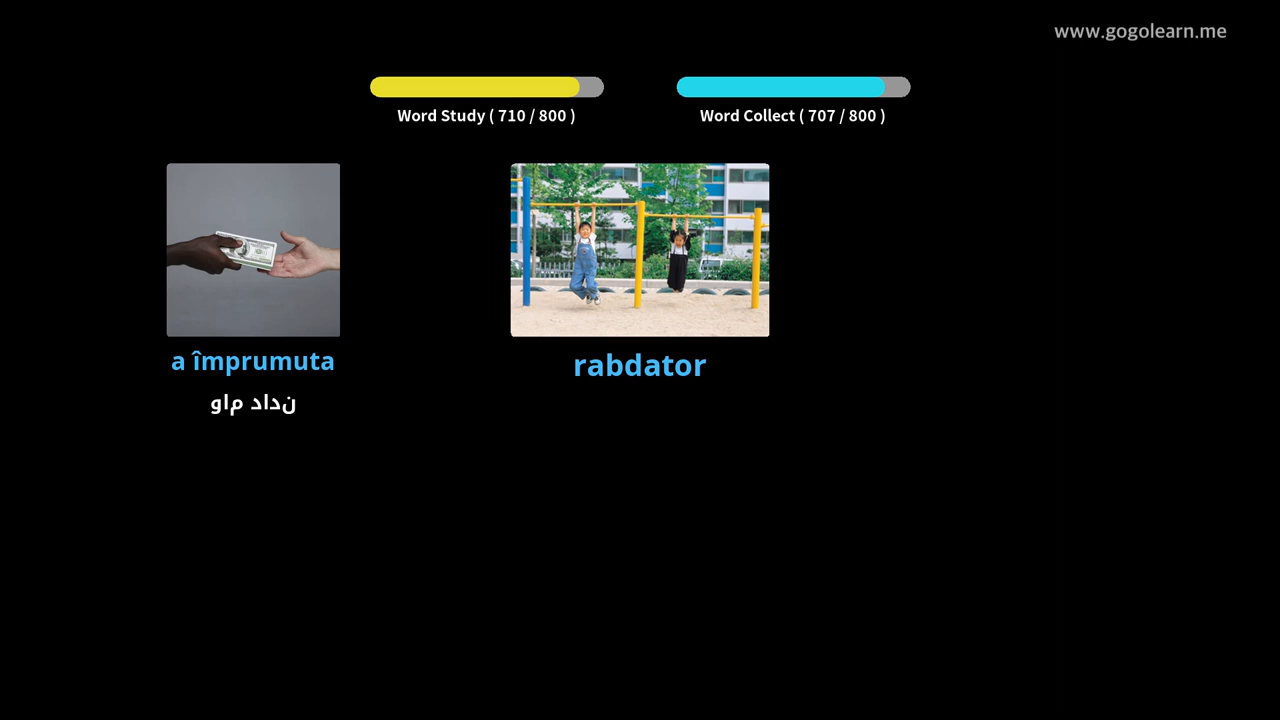 www.gogolearn.me
Word Study ( 710 / 800 )
Word Collect ( 707 / 800 )
a împrumuta
وام دادن
rabdator